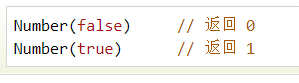 Number(false)     // 返回 0
Number(true)      // 返回 1